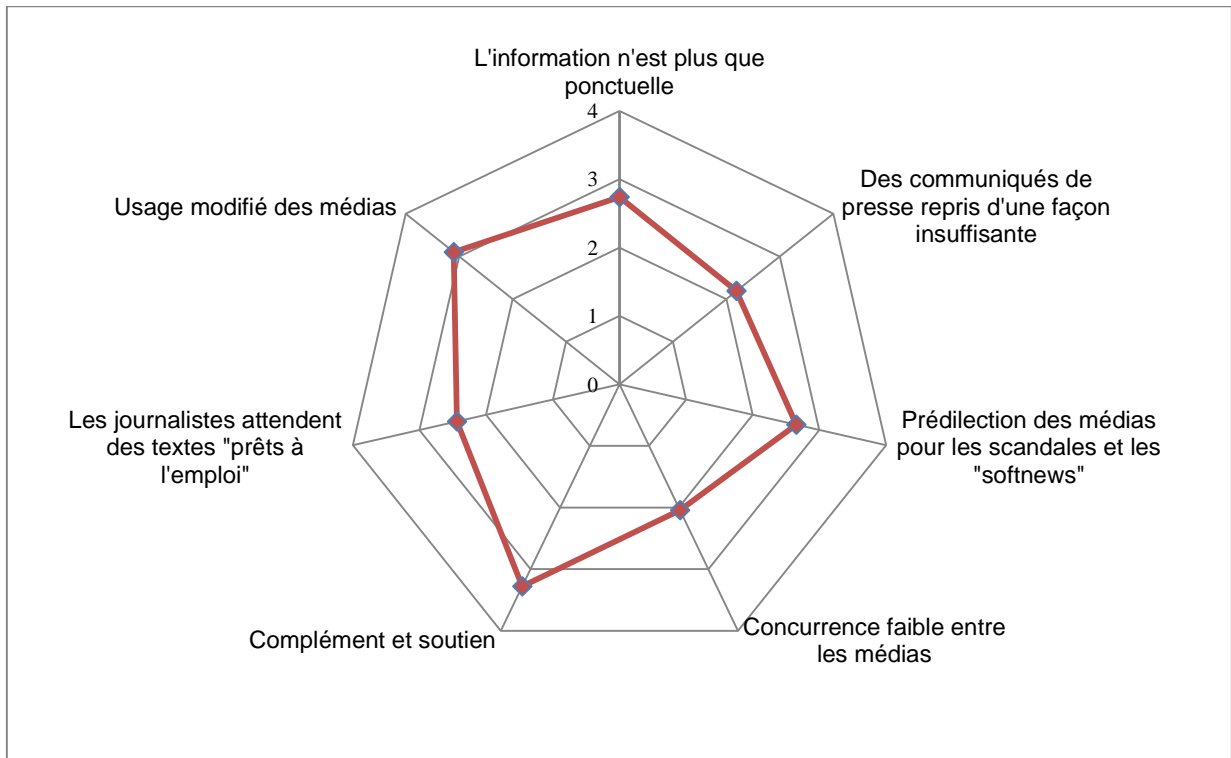 L'information n'est plus que
ponctuelle
4
3
2
1
0
Des communiqués de
presse repris d'une façon
insuffisante
Usage modifié des médias
Prédilection des médias
pour les scandales et les
"softnews"
Les journalistes attendent
des textes "prêts à
l'emploi"
Concurrence faible entre
les médias
Complément et soutien